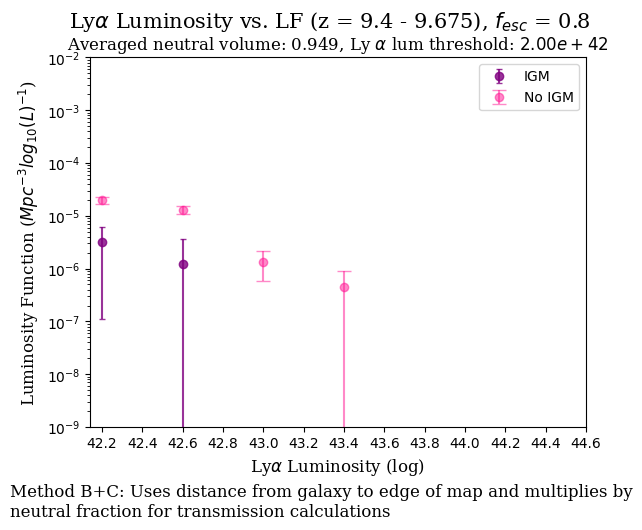 Lyα Luminosity vs. LF (z = 9.4 - 9.675), f_esc = 0.8
Averaged neutral volume: 0.949, Ly α lum threshold: 2.00e + 42
IGM
No IGM
Luminosity Function (Mpc⁻³log₁₀(L)⁻¹)
10⁻²
10⁻³
10⁻⁴
10⁻⁵
10⁻⁶
10⁻⁷
10⁻⁸
10⁻⁹
42.2 42.4 42.6 42.8 43.0 43.2 43.4 43.6 43.8 44.0 44.2 44.4 44.6
Lyα Luminosity (log)
Method B+C: Uses distance from galaxy to edge of map and multiplies by
neutral fraction for transmission calculations